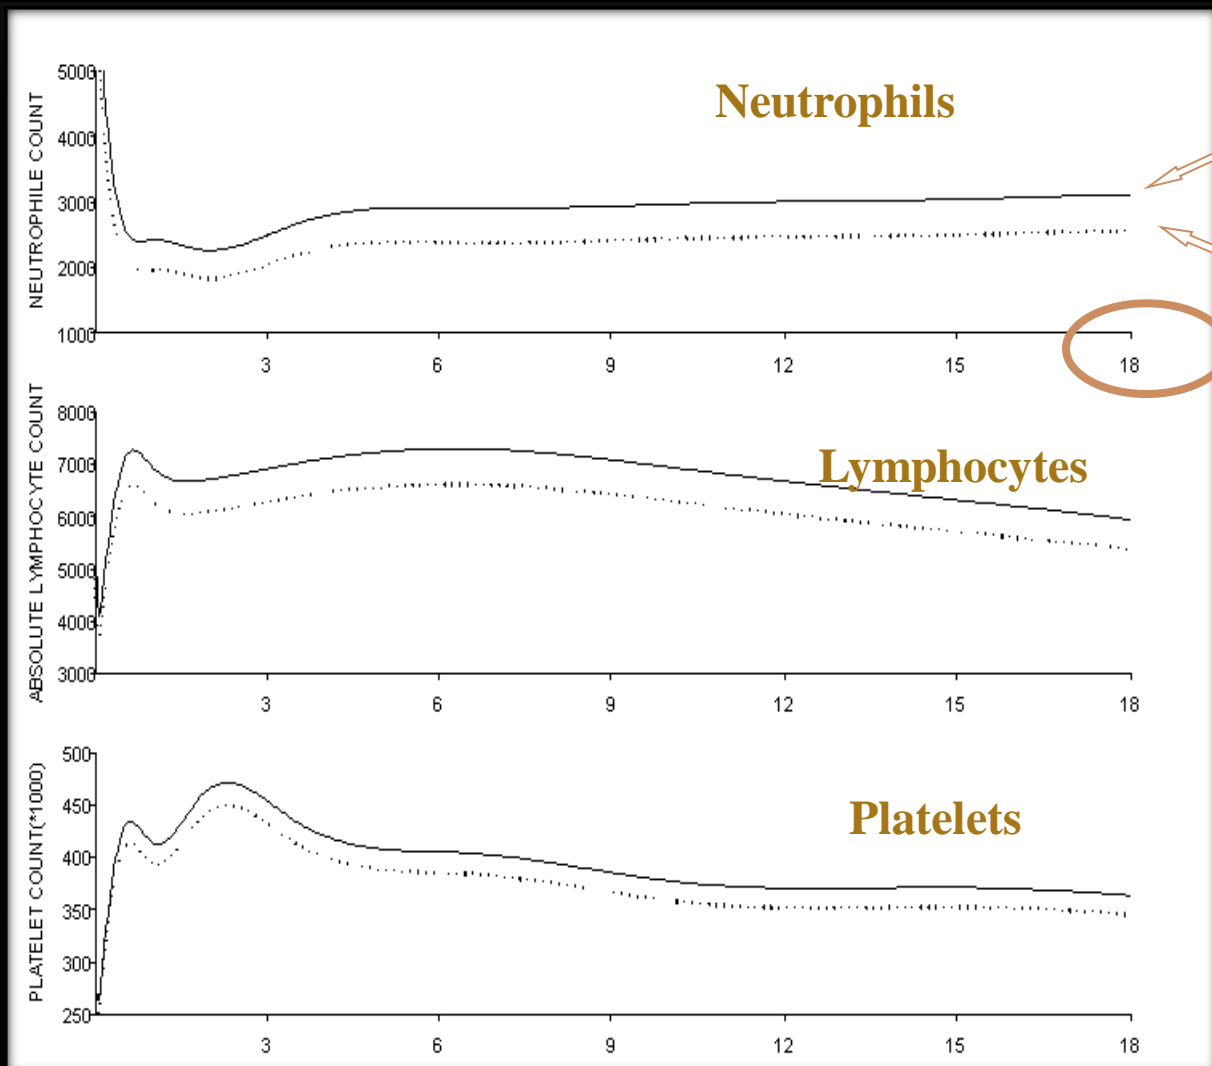 Neutrophils
NEUTROPHILE COUNT
5000
4000
3000
2000
1000
3 6 9 12 15 18
Lymphocytes
ABSOLUTE LYMPHOCYTE COUNT
8000
7000
6000
5000
4000
3000
3 6 9 12 15 18
Platelets
PLATELET COUNT(*1000)
500
450
400
350
300
250
3 6 9 12 15 18